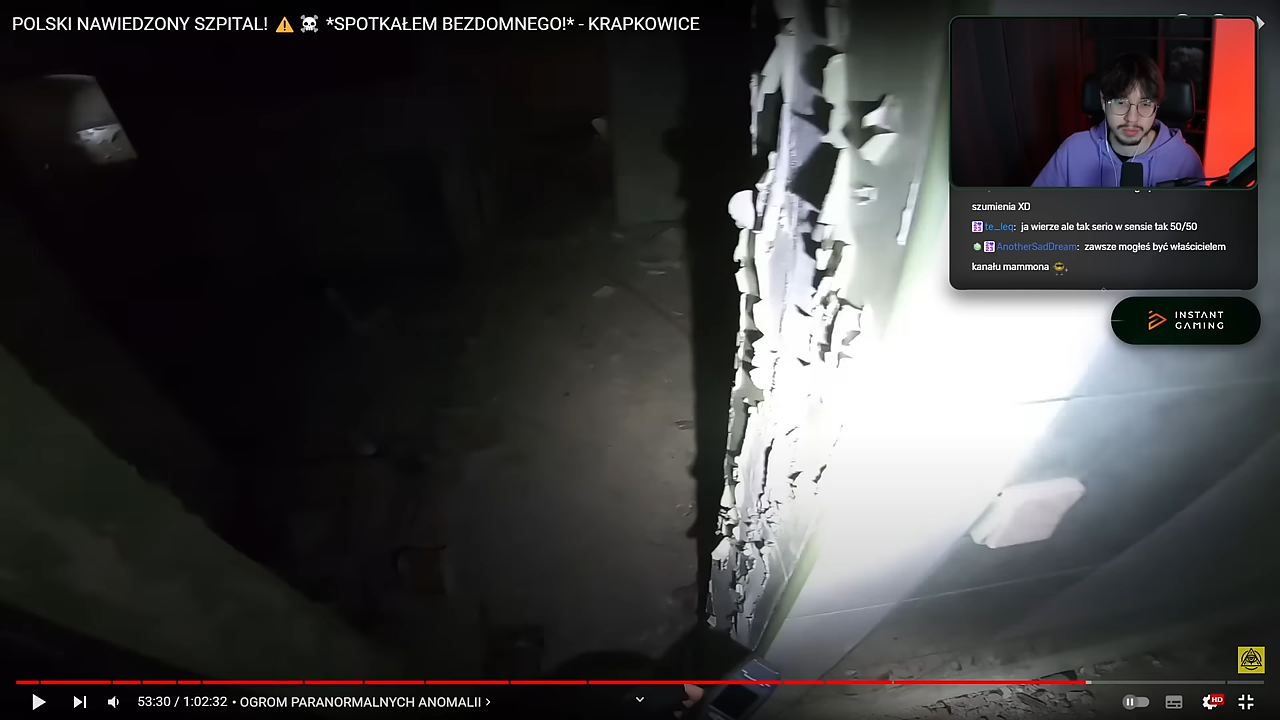 POLSKI NAWIEDZONY SZPITAL! ⚠️☠️ *SPOTKAŁEM BEZDOMNEGO!* - KRAPKOWICE
szumienia XD
te_leq: ja wierze ale tak serio w sensie tak 50/50
AnotherSadDream: zawsze mogłeś być właścicielem
kanału mammona
INSTANT
GAMING
53:30 / 1:02:32 • OGROM PARANORMALNYCH ANOMALII
HD